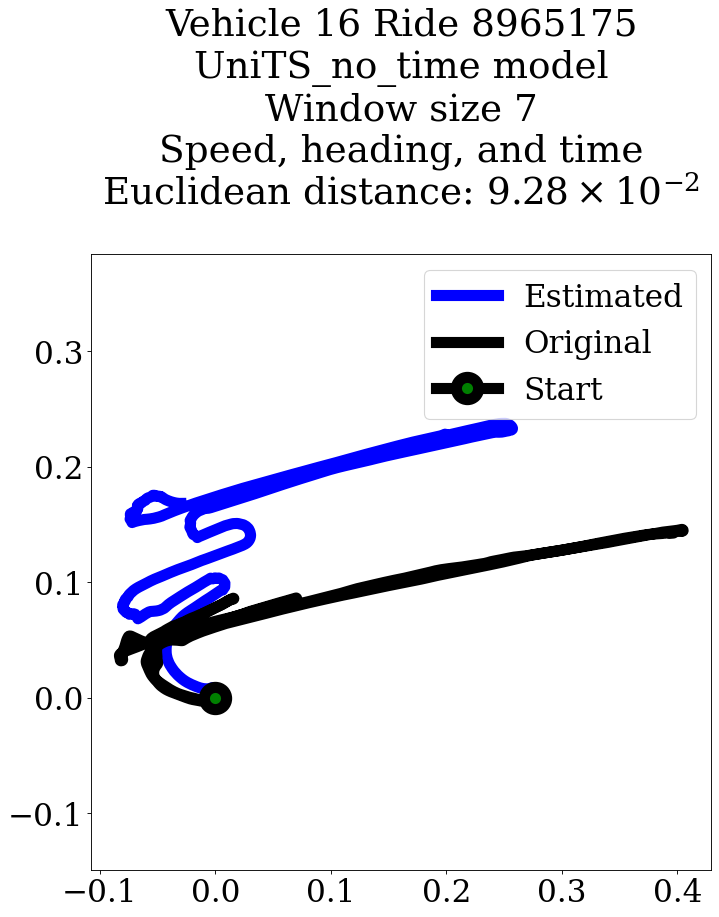 Vehicle 16 Ride 8965175
UniTS_no_time model
Window size 7
Speed, heading, and time
Euclidean distance: 9.28 × 10⁻²
Estimated
Original
Start
0.3
0.2
0.1
0.0
−0.1
−0.1 0.0 0.1 0.2 0.3 0.4